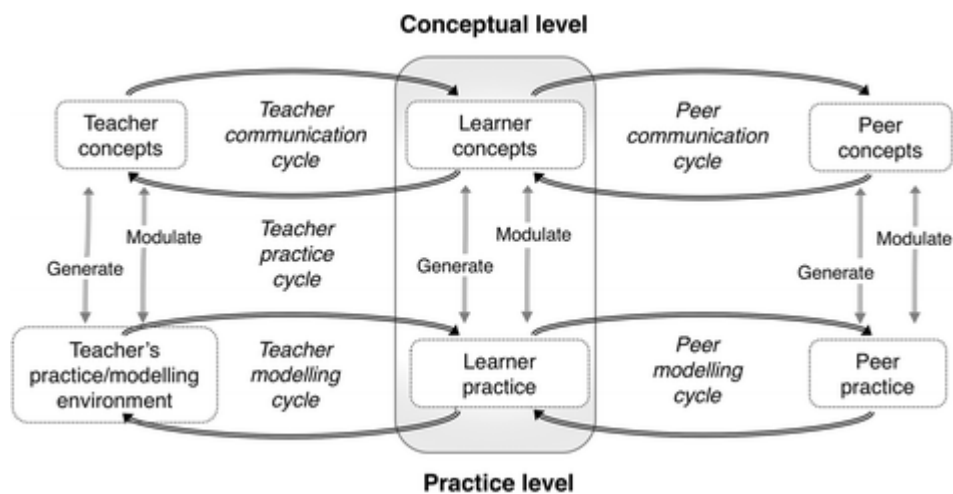 Conceptual level
Teacher
concepts
Teacher
communication
cycle
Learner
concepts
Peer
communication
cycle
Peer
concepts
Generate
Modulate
Teacher
practice
cycle
Generate
Modulate
Generate
Modulate
Teacher's
practice/modelling
environment
Teacher
modelling
cycle
Learner
practice
Peer
modelling
cycle
Peer
practice
Practice level